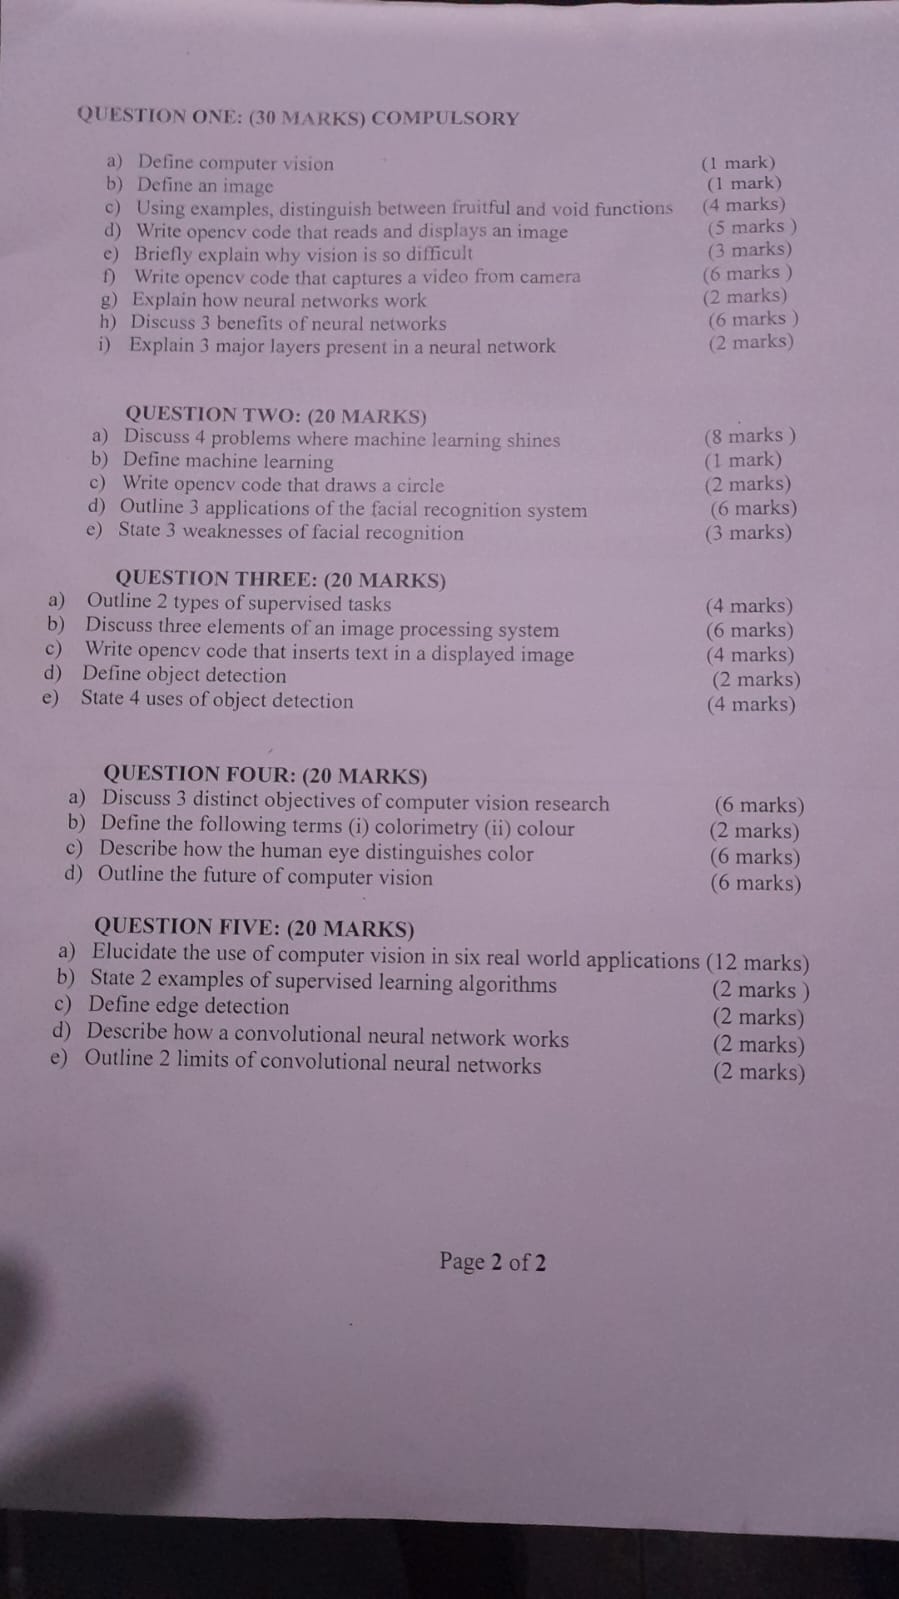 QUESTION ONE: (30 MARKS) COMPULSORY
a) Define computer vision (1 mark)
b) Define an image (1 mark)
c) Using examples, distinguish between fruitful and void functions (4 marks)
d) Write opencv code that reads and displays an image (5 marks )
e) Briefly explain why vision is so difficult (3 marks)
f) Write opencv code that captures a video from camera (6 marks )
g) Explain how neural networks work (2 marks)
h) Discuss 3 benefits of neural networks (6 marks )
i) Explain 3 major layers present in a neural network (2 marks)
QUESTION TWO: (20 MARKS)
a) Discuss 4 problems where machine learning shines (8 marks )
b) Define machine learning (1 mark)
c) Write opencv code that draws a circle (2 marks)
d) Outline 3 applications of the facial recognition system (6 marks)
e) State 3 weaknesses of facial recognition (3 marks)
QUESTION THREE: (20 MARKS)
a) Outline 2 types of supervised tasks (4 marks)
b) Discuss three elements of an image processing system (6 marks)
c) Write opencv code that inserts text in a displayed image (4 marks)
d) Define object detection (2 marks)
e) State 4 uses of object detection (4 marks)
QUESTION FOUR: (20 MARKS)
a) Discuss 3 distinct objectives of computer vision research (6 marks)
b) Define the following terms (i) colorimetry (ii) colour (2 marks)
c) Describe how the human eye distinguishes color (6 marks)
d) Outline the future of computer vision (6 marks)
QUESTION FIVE: (20 MARKS)
a) Elucidate the use of computer vision in six real world applications (12 marks)
b) State 2 examples of supervised learning algorithms (2 marks )
c) Define edge detection (2 marks)
d) Describe how a convolutional neural network works (2 marks)
e) Outline 2 limits of convolutional neural networks (2 marks)
Page 2 of 2